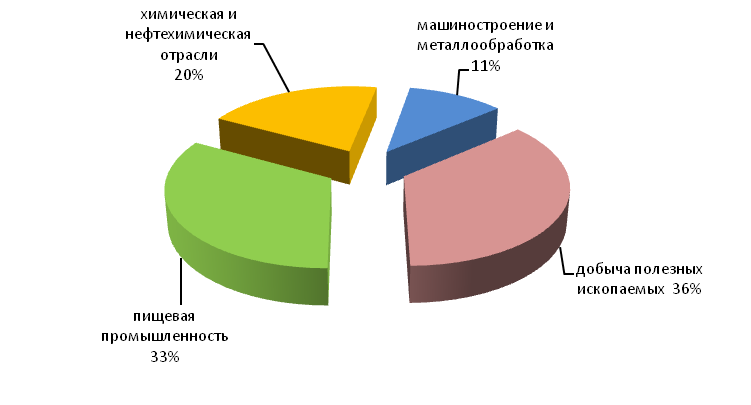 химическая и
нефтехимическая
отрасли
20%
машиностроение и
металлообработка
11%
добыча полезных
ископаемых 36%
пищевая
промышленность
33%